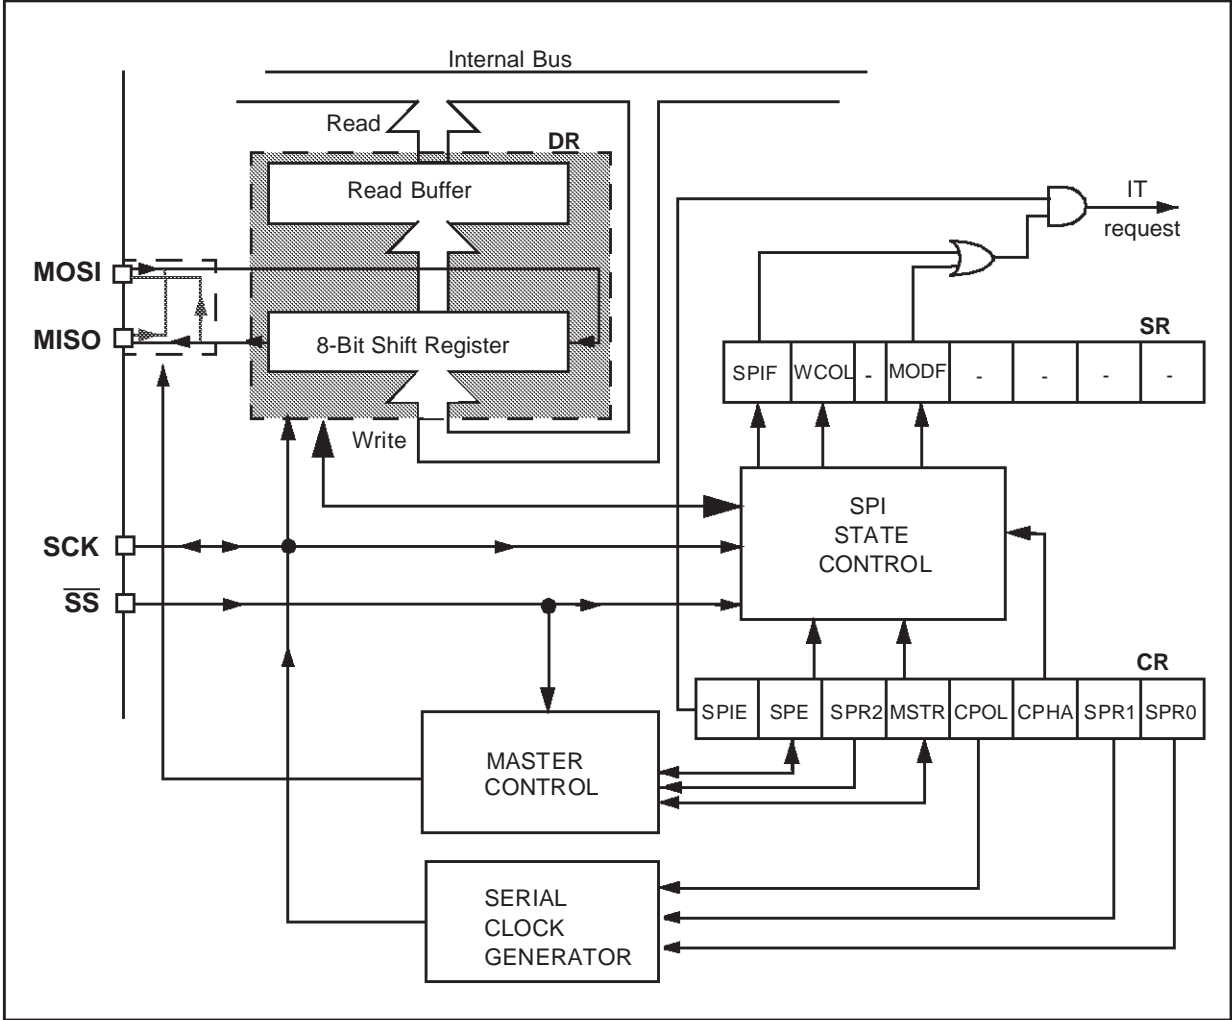 Internal Bus
Read
DR
Read Buffer
IT
request
MOSI
MISO
8-Bit Shift Register
SR
SPIF WCOL - MODF - - - -
Write
SPI
STATE
CONTROL
SCK
SS
CR
SPIE SPE SPR2 MSTR CPOL CPHA SPR1 SPR0
MASTER
CONTROL
SERIAL
CLOCK
GENERATOR